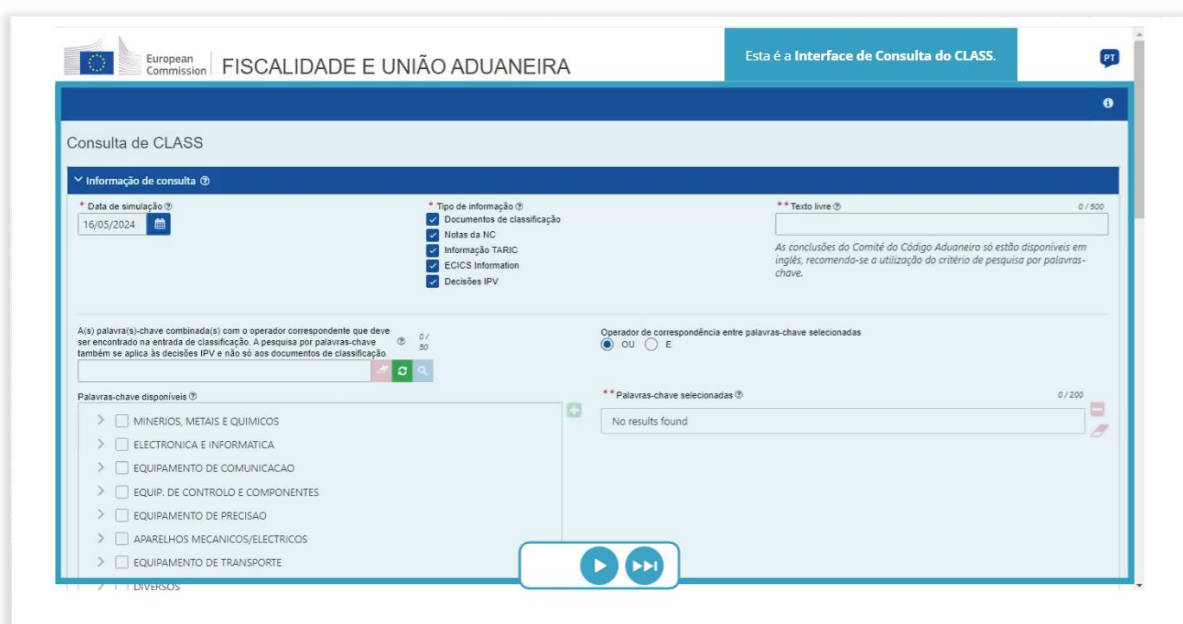 European
Commission
FISCALIDADE E UNIÃO ADUANEIRA
Esta é a Interface de Consulta do CLASS.
PT
Consulta de CLASS
Informação de consulta
* Data de simulação
16/05/2024
* Tipo de informação
Documentos de classificação
Notas da NC
Informação TARIC
ECICS Information
Decisões IPV
* * Texto livre
0 / 500
As conclusões do Comité do Código Aduaneiro só estão disponíveis em
inglês, recomenda-se a utilização do critério de pesquisa por palavras-
chave.
A(s) palavra(s)-chave combinada(s) com o operador correspondente que deve
ser encontrado na entrada de classificação. A pesquisa por palavras-chave
também se aplica às decisões IPV e não só aos documentos de classificação.
0 /
50
Operador de correspondência entre palavras-chave selecionadas
OU E
Palavras-chave disponíveis
MINERIOS, METAIS E QUIMICOS
ELECTRONICA E INFORMATICA
EQUIPAMENTO DE COMUNICACAO
EQUIP. DE CONTROLO E COMPONENTES
EQUIPAMENTO DE PRECISAO
APARELHOS MECANICOS/ELECTRICOS
EQUIPAMENTO DE TRANSPORTE
DIVERSOS
* * Palavras-chave selecionadas
0 / 200
No results found